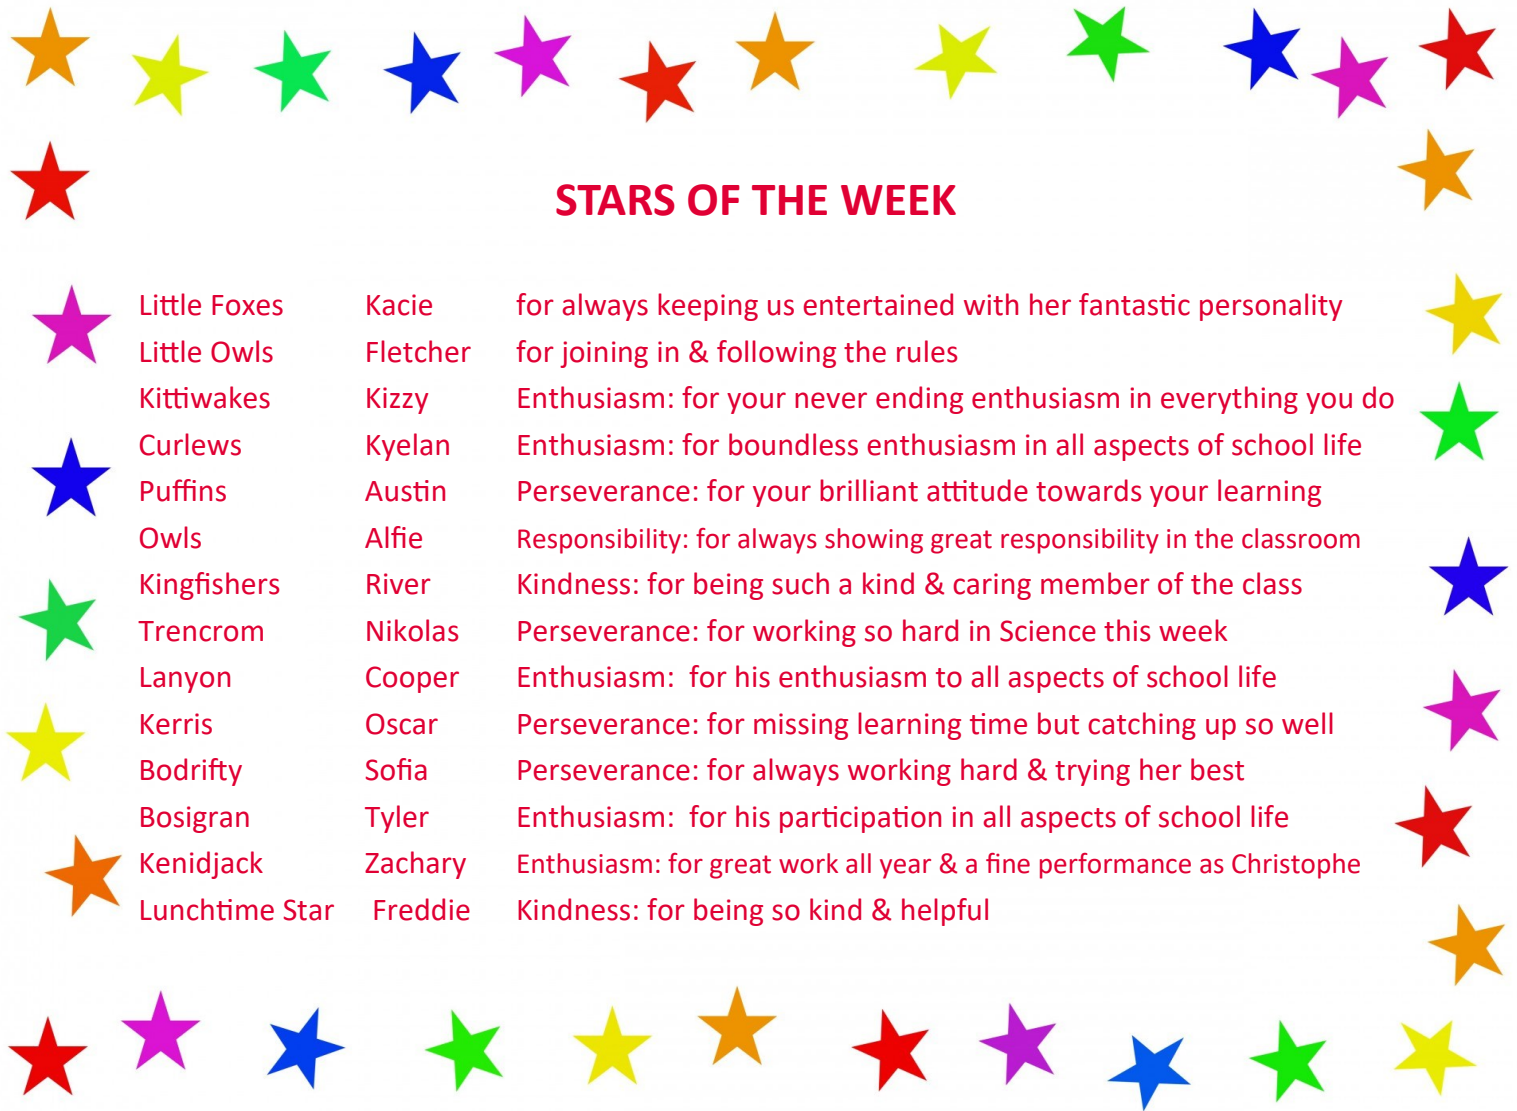 STARS OF THE WEEK
Little Foxes Kacie for always keeping us entertained with her fantastic personality
Little Owls Fletcher for joining in & following the rules
Kittiwakes Kizzy Enthusiasm: for your never ending enthusiasm in everything you do
Curlews Kyelan Enthusiasm: for boundless enthusiasm in all aspects of school life
Puffins Austin Perseverance: for your brilliant attitude towards your learning
Owls Alfie Responsibility: for always showing great responsibility in the classroom
Kingfishers River Kindness: for being such a kind & caring member of the class
Trencrom Nikolas Perseverance: for working so hard in Science this week
Lanyon Cooper Enthusiasm: for his enthusiasm to all aspects of school life
Kerris Oscar Perseverance: for missing learning time but catching up so well
Bodrifty Sofia Perseverance: for always working hard & trying her best
Bosigran Tyler Enthusiasm: for his participation in all aspects of school life
Kenidjack Zachary Enthusiasm: for great work all year & a fine performance as Christophe
Lunchtime Star Freddie Kindness: for being so kind & helpful